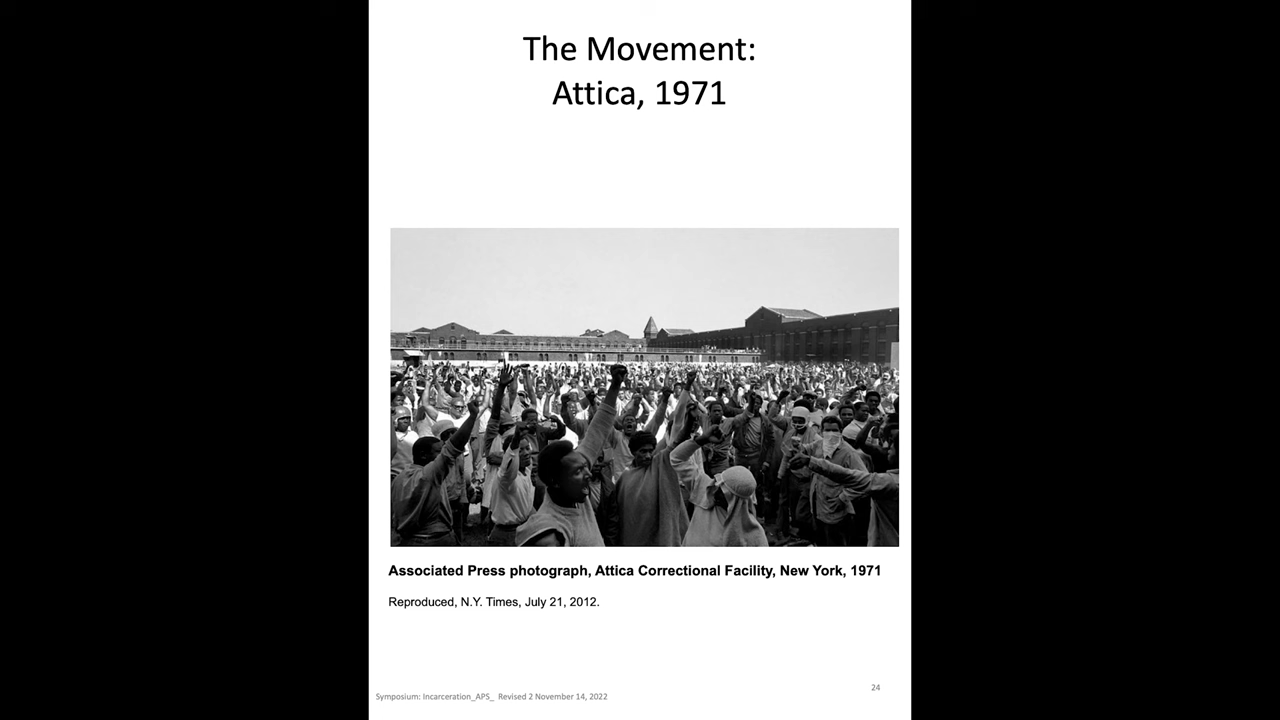 The Movement:
Attica, 1971
Associated Press photograph, Attica Correctional Facility, New York, 1971
Reproduced, N.Y. Times, July 21, 2012.
24
Symposium: Incarceration_APS_ Revised 2 November 14, 2022